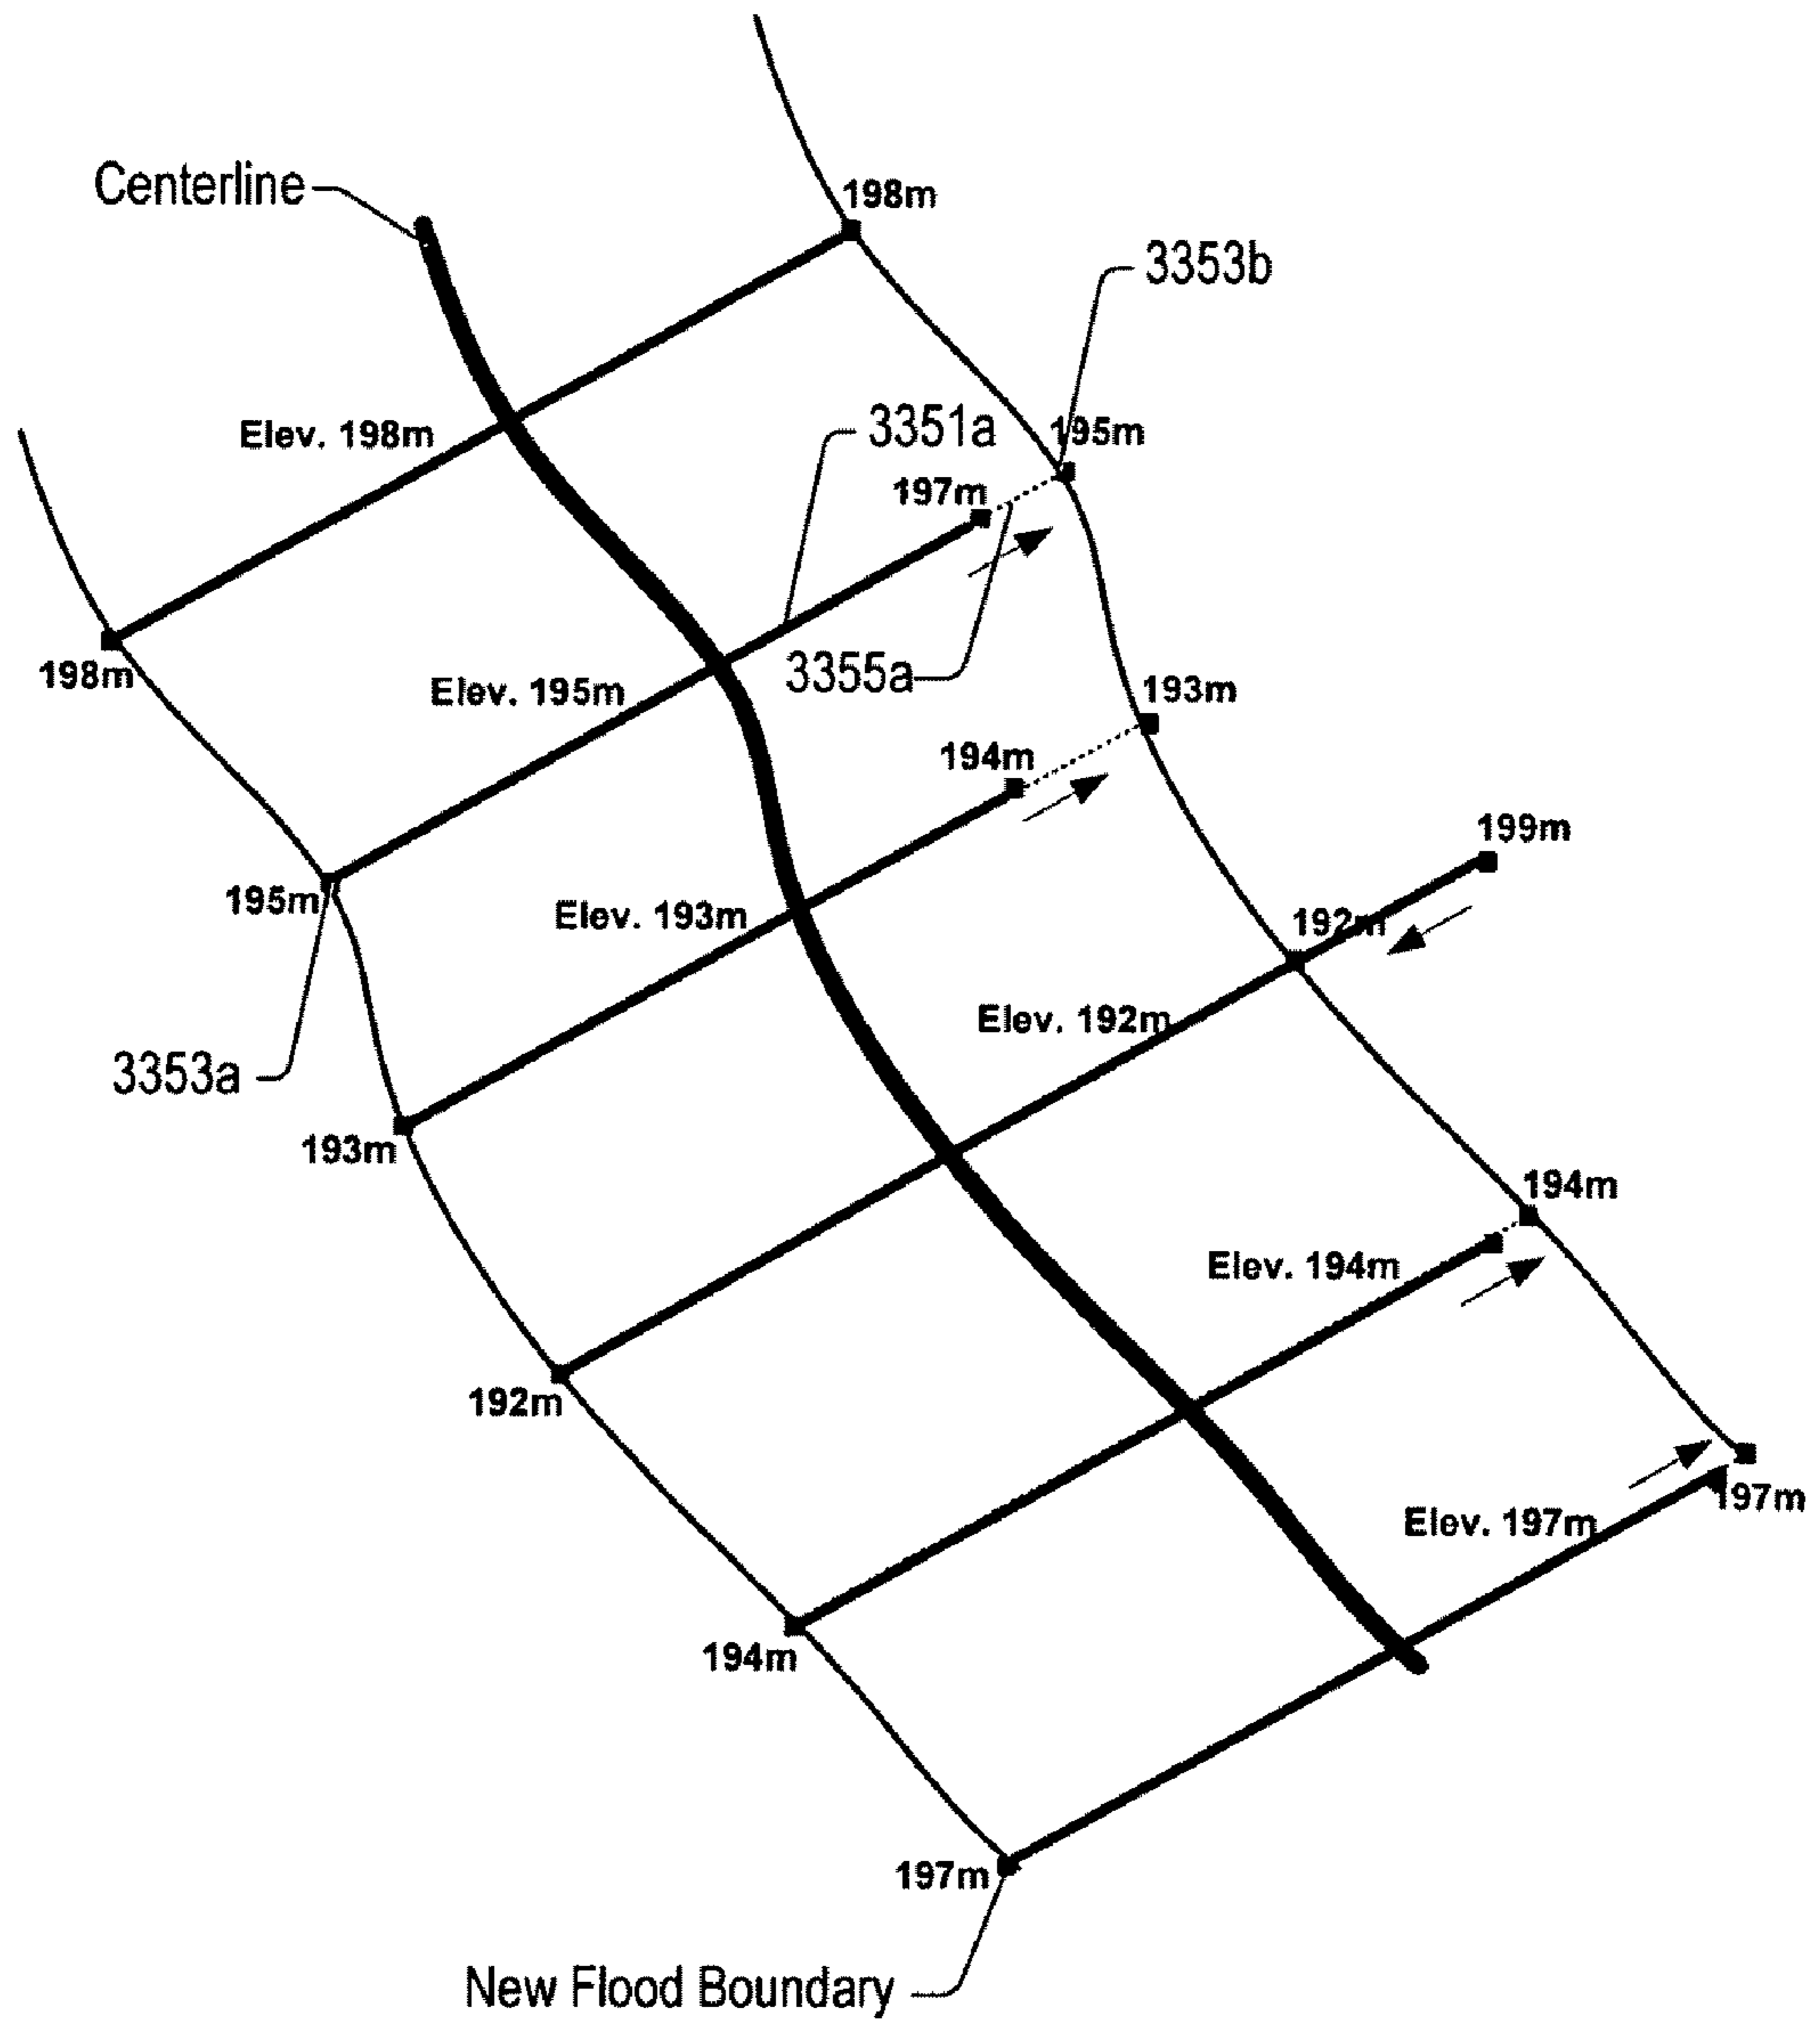 Centerline
198m
3353b
Elev. 198m
3351a
195m
197m
198m
Elev. 195m
3355a
193m
194m
199m
195m
Elev. 193m
192m
Elev. 192m
3353a
193m
194m
Elev. 194m
192m
197m
Elev. 197m
194m
197m
New Flood Boundary